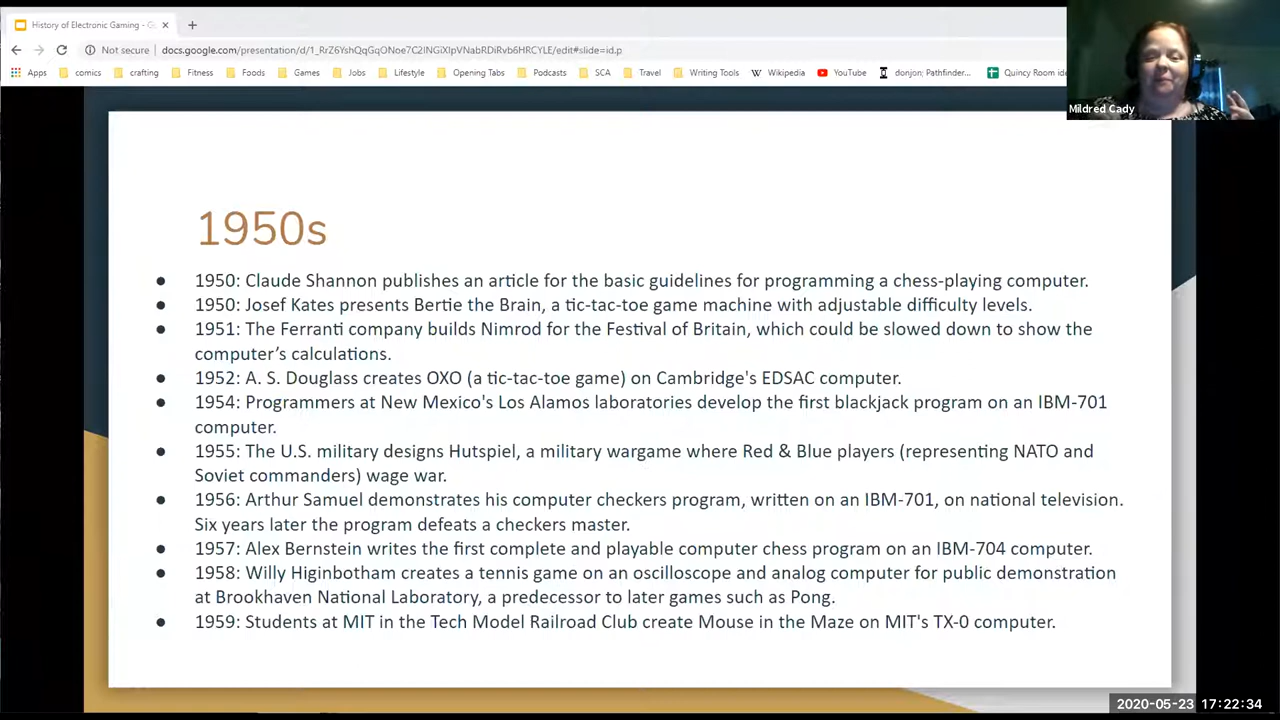 History of Electronic Gaming - G
Not secure
docs.google.com/presentation/d/1_RrZ6YshQqGqONoe7C2INGiXIpVNabRDiRvb6HRCYLE/edit#slide=id.p
Apps comics crafting Fitness Foods Games Jobs Lifestyle Opening Tabs Podcasts SCA Travel Writing Tools Wikipedia YouTube donjon; Pathfinder... Quincy Room ide
Mildred Cady
1950s
● 1950: Claude Shannon publishes an article for the basic guidelines for programming a chess-playing computer.
● 1950: Josef Kates presents Bertie the Brain, a tic-tac-toe game machine with adjustable difficulty levels.
● 1951: The Ferranti company builds Nimrod for the Festival of Britain, which could be slowed down to show the
computer's calculations.
● 1952: A. S. Douglass creates OXO (a tic-tac-toe game) on Cambridge's EDSAC computer.
● 1954: Programmers at New Mexico's Los Alamos laboratories develop the first blackjack program on an IBM-701
computer.
● 1955: The U.S. military designs Hutspiel, a military wargame where Red & Blue players (representing NATO and
Soviet commanders) wage war.
● 1956: Arthur Samuel demonstrates his computer checkers program, written on an IBM-701, on national television.
Six years later the program defeats a checkers master.
● 1957: Alex Bernstein writes the first complete and playable computer chess program on an IBM-704 computer.
● 1958: Willy Higinbotham creates a tennis game on an oscilloscope and analog computer for public demonstration
at Brookhaven National Laboratory, a predecessor to later games such as Pong.
● 1959: Students at MIT in the Tech Model Railroad Club create Mouse in the Maze on MIT's TX-0 computer.
2020-05-23 17:22:34